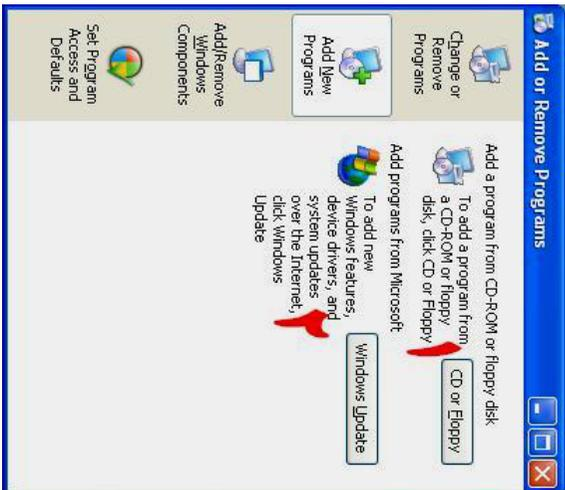 Add or Remove Programs
Change or
Remove
Programs
Add New
Programs
Add/Remove
Windows
Components
Set Program
Access and
Defaults
Add a program from CD-ROM or floppy disk
To add a program from
a CD-ROM or floppy
disk, click CD or Floppy
CD or Floppy
Add programs from Microsoft
To add new
Windows features,
device drivers, and
system updates
over the Internet,
click Windows
Update
Windows Update